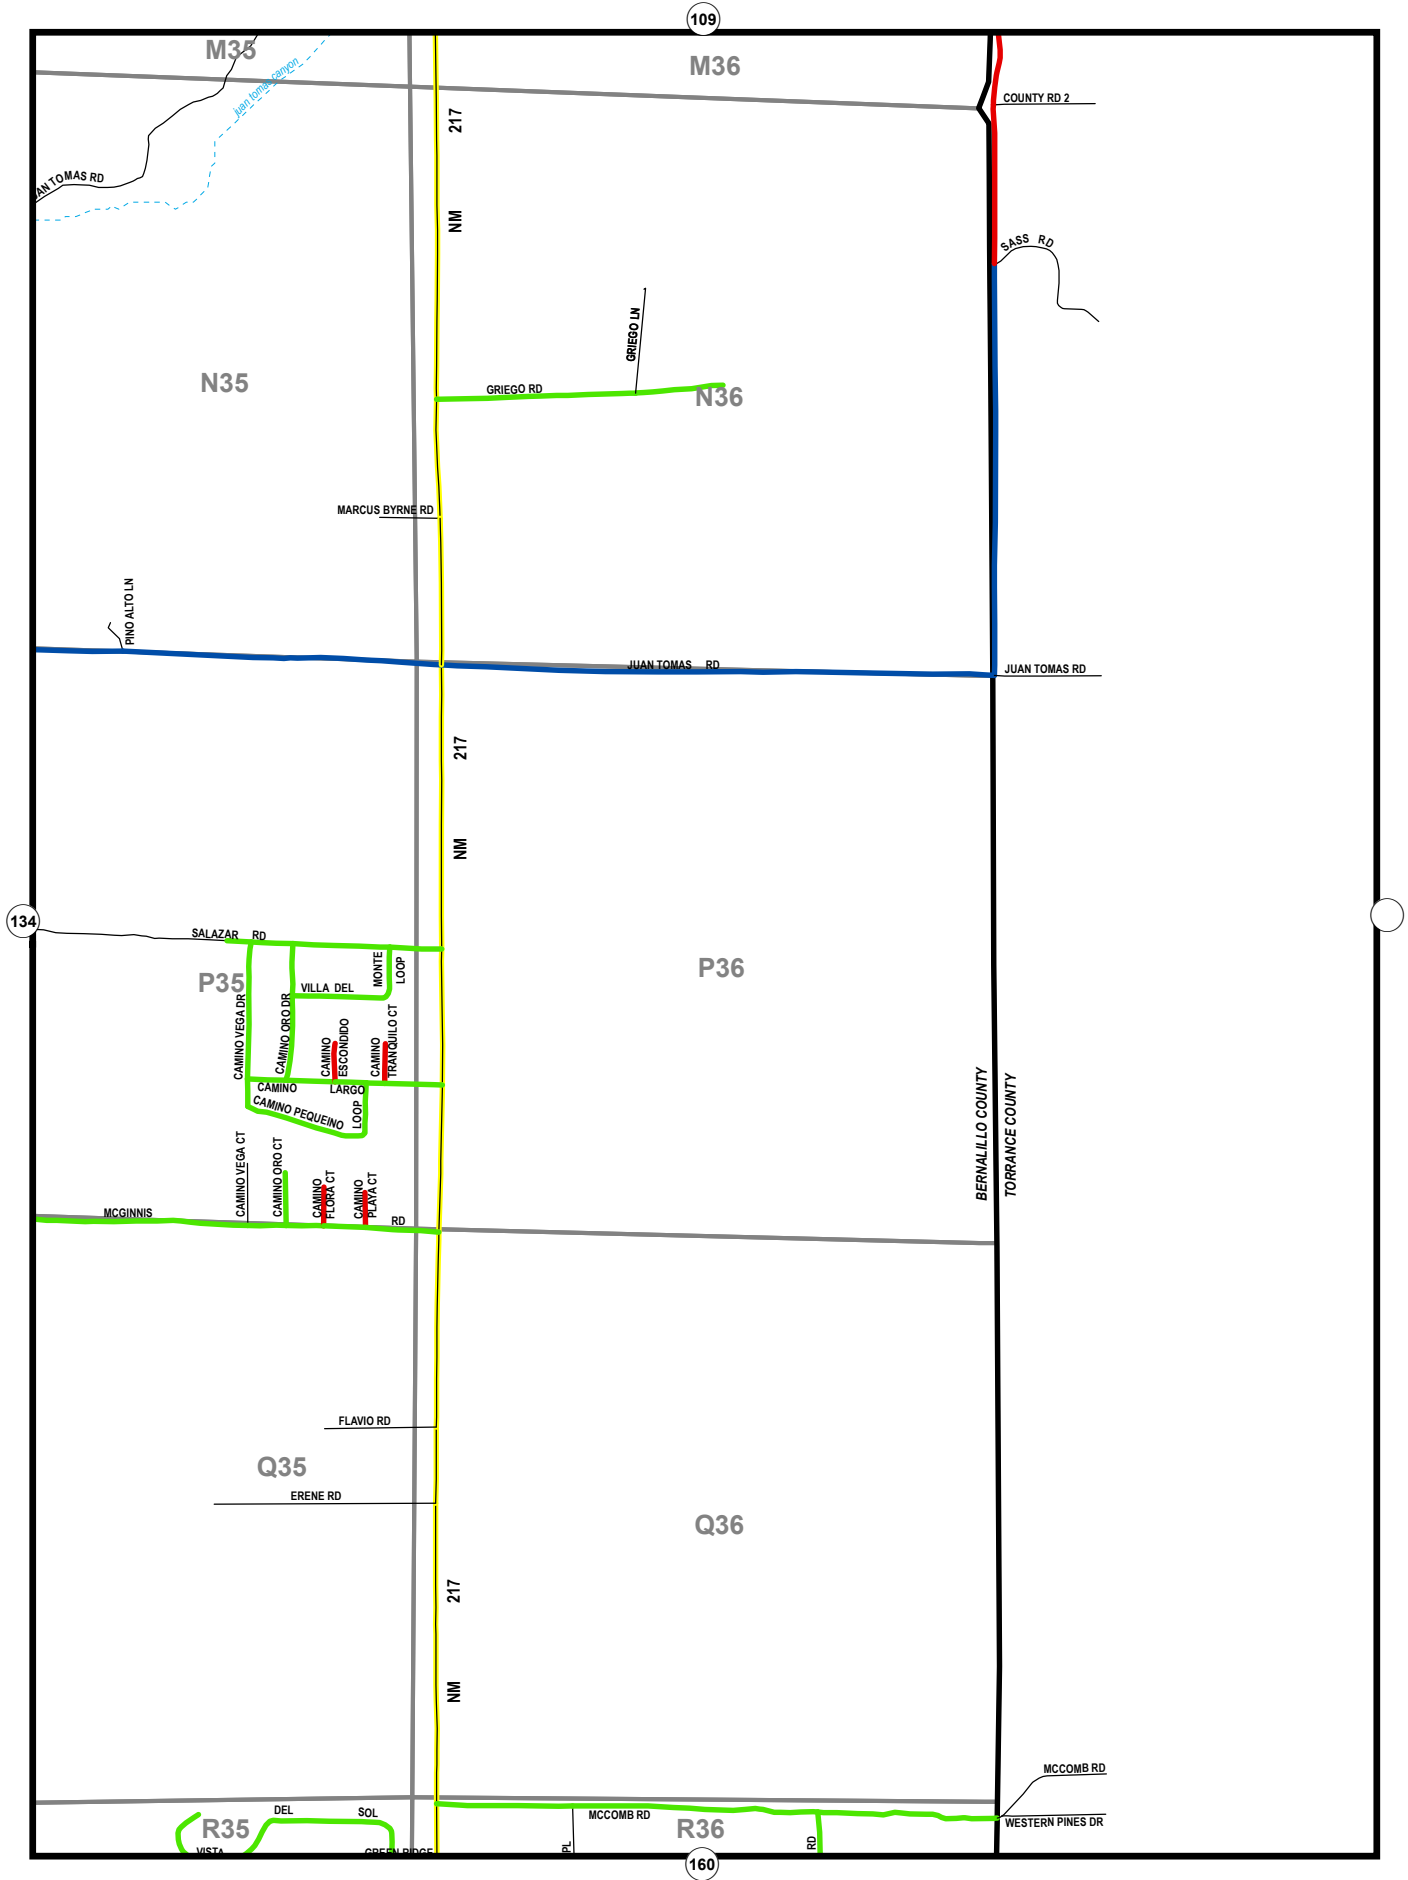 109
M35
M36
juan tomas canyon
COUNTY RD 2
217
AN TOMAS RD
NM
SASS RD
GRIEGO LN
N35
GRIEGO RD
N36
MARCUS BYRNE RD
PINO ALTO LN
JUAN TOMAS RD
JUAN TOMAS RD
217
NM
134
SALAZAR RD
P35
P36
MONTE
LOOP
VILLA DEL
CAMINO VEGA DR
CAMINO ORO DR
CAMINO
ESCONDIDO
CAMINO
TRANQUILO CT
CAMINO LARGO
CAMINO PEQUEINO
LOOP
BERNALILLO COUNTY
TORRANCE COUNTY
CAMINO VEGA CT
CAMINO ORO CT
CAMINO
FLORA CT
CAMINO
PLAYA CT
MCGINNIS RD
FLAVIO RD
Q35
ERENE RD
Q36
217
NM
MCCOMB RD
DEL SOL
MCCOMB RD
WESTERN PINES DR
R35
R36
VISTA
GREEN RIDGE
PL
RD
160